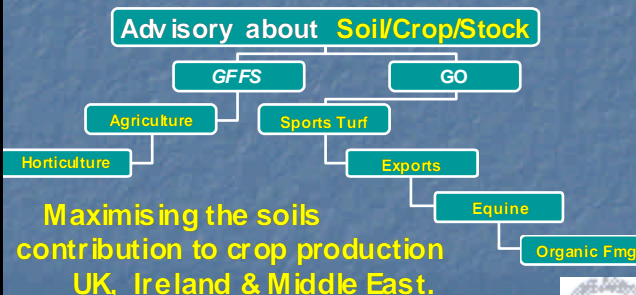 Advisory about Soil/Crop/Stock
GFFS
GO
Agriculture
Sports Turf
Horticulture
Exports
Equine
Organic Fmg
Maximising the soils
contribution to crop production
UK, Ireland & Middle East.